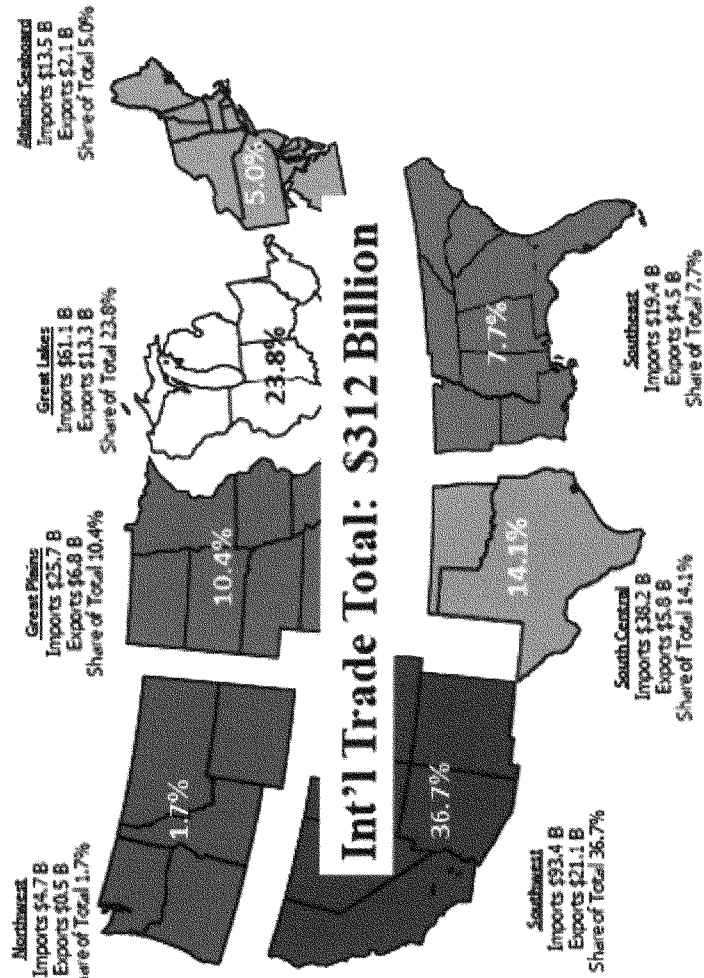 Northwest
Imports $4.7 B
Exports $0.5 B
Share of Total 1.7%
Great Plains
Imports $25.7 B
Exports $6.8 B
Share of Total 10.4%
Great Lakes
Imports $61.1 B
Exports $13.3 B
Share of Total 23.8%
Atlantic Seaboard
Imports $13.5 B
Exports $2.1 B
Share of Total 5.0%
1.7%
10.4%
23.8%
5.0%
Int'l Trade Total: $312 Billion
36.7%
14.1%
7.7%
Southwest
Imports $93.4 B
Exports $21.1 B
Share of Total 36.7%
South Central
Imports $38.2 B
Exports $5.8 B
Share of Total 14.1%
Southeast
Imports $19.4 B
Exports $4.5 B
Share of Total 7.7%